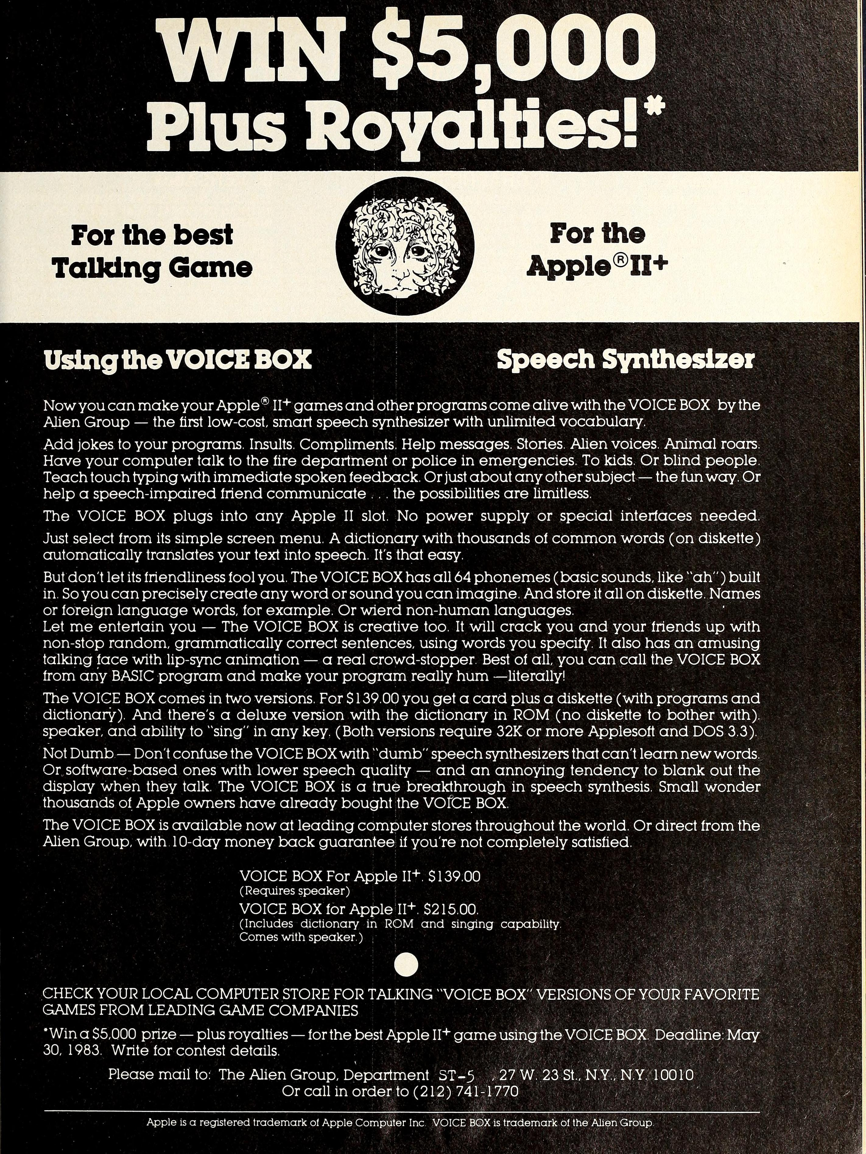 WIN $5,000
Plus Royalties!*
For the best
Talking Game
For the
Apple® II+
Using the VOICE BOX
Speech Synthesizer
Now you can make your Apple® II+ games and other programs come alive with the VOICE BOX by the
Alien Group — the first low-cost, smart speech synthesizer with unlimited vocabulary.
Add jokes to your programs. Insults. Compliments. Help messages. Stories. Alien voices. Animal roars.
Have your computer talk to the fire department or police in emergencies. To kids. Or blind people.
Teach touch typing with immediate spoken feedback. Or just about any other subject — the fun way. Or
help a speech-impaired friend communicate . . . the possibilities are limitless.
The VOICE BOX plugs into any Apple II slot. No power supply or special interfaces needed.
Just select from its simple screen menu. A dictionary with thousands of common words (on diskette)
automatically translates your text into speech. It's that easy.
But don't let its friendliness fool you. The VOICE BOX has all 64 phonemes (basic sounds, like "ah") built
in. So you can precisely create any word or sound you can imagine. And store it all on diskette. Names
or foreign language words, for example. Or wierd non-human languages.
Let me entertain you — The VOICE BOX is creative too. It will crack you and your friends up with
non-stop random, grammatically correct sentences, using words you specify. It also has an amusing
talking face with lip-sync animation — a real crowd-stopper. Best of all, you can call the VOICE BOX
from any BASIC program and make your program really hum —literally!
The VOICE BOX comes in two versions. For $139.00 you get a card plus a diskette (with programs and
dictionary). And there's a deluxe version with the dictionary in ROM (no diskette to bother with).
speaker, and ability to "sing" in any key. (Both versions require 32K or more Applesoft and DOS 3.3).
Not Dumb — Don't confuse the VOICE BOX with "dumb" speech synthesizers that can't learn new words.
Or software-based ones with lower speech quality — and an annoying tendency to blank out the
display when they talk. The VOICE BOX is a true breakthrough in speech synthesis. Small wonder
thousands of Apple owners have already bought the VOICE BOX.
The VOICE BOX is available now at leading computer stores throughout the world. Or direct from the
Alien Group, with 10-day money back guarantee if you're not completely satisfied.
VOICE BOX For Apple II+. $139.00
(Requires speaker)
VOICE BOX for Apple II+. $215.00.
(Includes dictionary in ROM and singing capability.
Comes with speaker.)
CHECK YOUR LOCAL COMPUTER STORE FOR TALKING "VOICE BOX" VERSIONS OF YOUR FAVORITE
GAMES FROM LEADING GAME COMPANIES
*Win a $5,000 prize — plus royalties — for the best Apple II+ game using the VOICE BOX. Deadline: May
30, 1983. Write for contest details.
Please mail to: The Alien Group, Department ST-5 , 27 W. 23 St., N.Y., N.Y. 10010
Or call in order to (212) 741-1770
Apple is a registered trademark of Apple Computer Inc. VOICE BOX is trademark of the Alien Group.